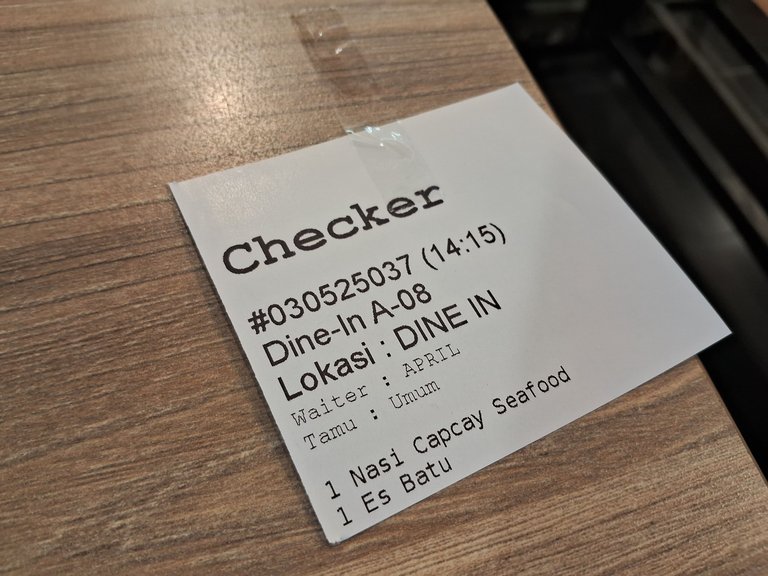 Checker
#030525037 (14:15)
Dine-In A-08
Lokasi : DINE IN
Waiter : APRIL
Tamu : Umum
1 Nasi Capcay Seafood
1 Es Batu